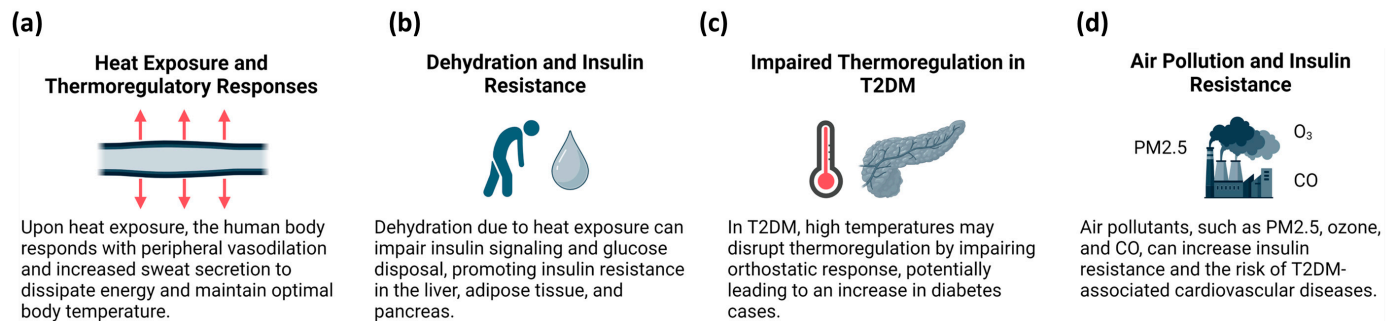 (a)
Heat Exposure and
Thermoregulatory Responses
Upon heat exposure, the human body
responds with peripheral vasodilation
and increased sweat secretion to
dissipate energy and maintain optimal
body temperature.
(b)
Dehydration and Insulin
Resistance
Dehydration due to heat exposure can
impair insulin signaling and glucose
disposal, promoting insulin resistance
in the liver, adipose tissue, and
pancreas.
(c)
Impaired Thermoregulation in
T2DM
In T2DM, high temperatures may
disrupt thermoregulation by impairing
orthostatic response, potentially
leading to an increase in diabetes
cases.
(d)
Air Pollution and Insulin
Resistance
PM2.5
O3
CO
Air pollutants, such as PM2.5, ozone,
and CO, can increase insulin
resistance and the risk of T2DM-
associated cardiovascular diseases.